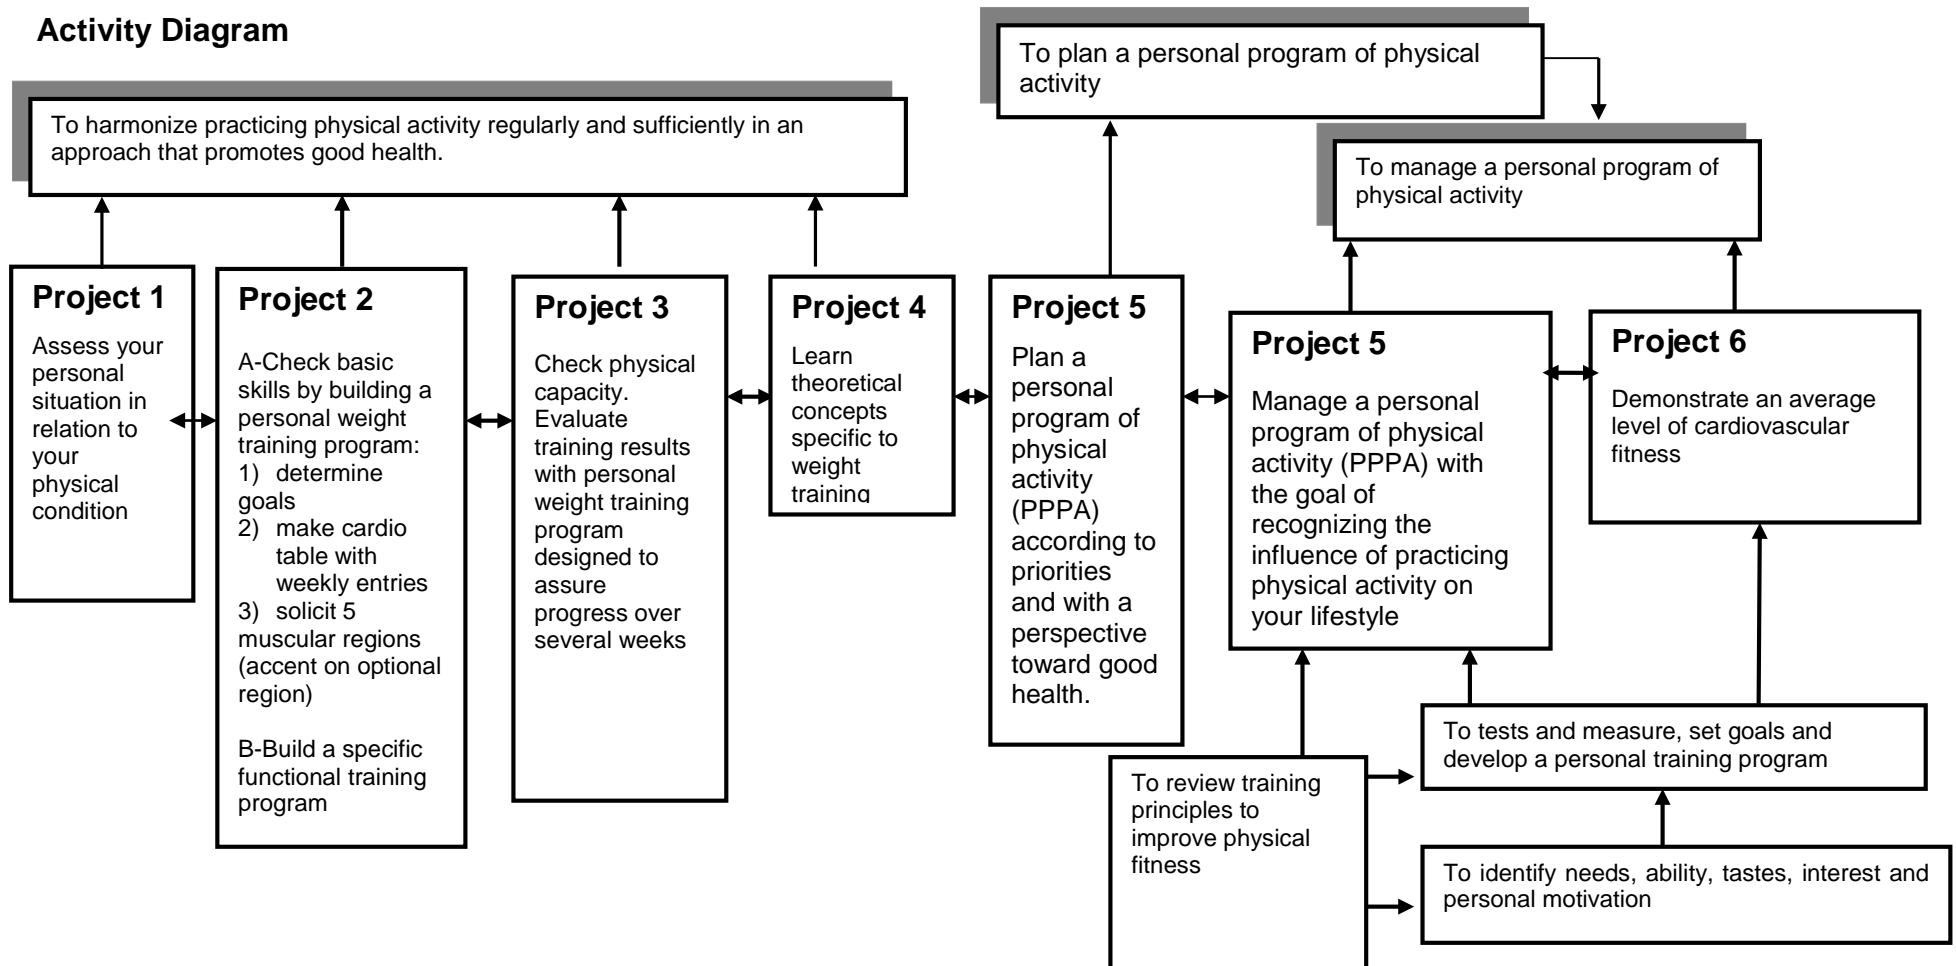 Activity Diagram
To plan a personal program of physical
activity
To harmonize practicing physical activity regularly and sufficiently in an
approach that promotes good health.
To manage a personal program of
physical activity
Project 1
Assess your
personal
situation in
relation to
your
physical
condition
Project 2
A-Check basic
skills by building a
personal weight
training program:
1) determine
goals
2) make cardio
table with
weekly entries
3) solicit 5
muscular regions
(accent on optional
region)
B-Build a specific
functional training
program
Project 3
Check physical
capacity.
Evaluate
training results
with personal
weight training
program
designed to
assure
progress over
several weeks
Project 4
Learn
theoretical
concepts
specific to
weight
training
Project 5
Plan a
personal
program of
physical
activity
(PPPA)
according to
priorities
and with a
perspective
toward good
health.
Project 5
Manage a personal
program of physical
activity (PPPA) with
the goal of
recognizing the
influence of practicing
physical activity on
your lifestyle
Project 6
Demonstrate an average
level of cardiovascular
fitness
To tests and measure, set goals and
develop a personal training program
To review training
principles to
improve physical
fitness
To identify needs, ability, tastes, interest and
personal motivation